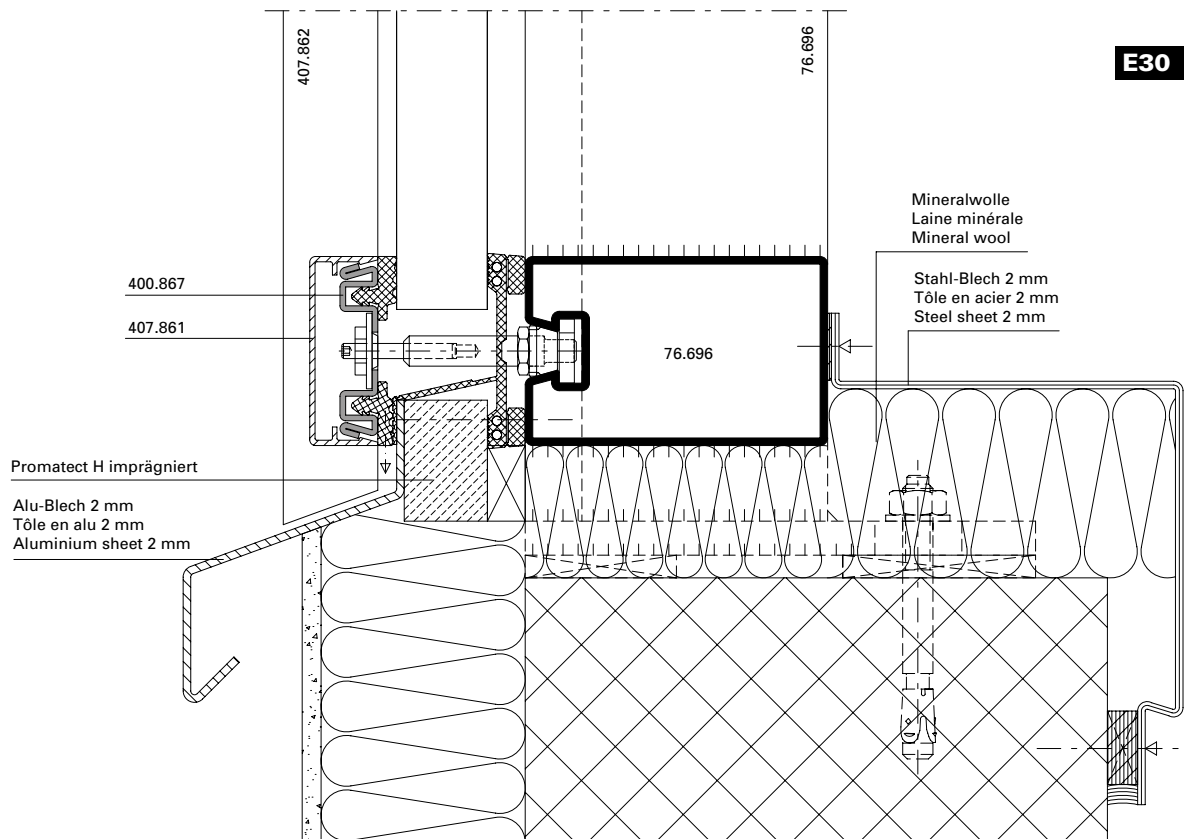 407.862
76.696
E30
Mineralwolle
Laine minérale
Mineral wool
400.867
Stahl-Blech 2 mm
Tôle en acier 2 mm
Steel sheet 2 mm
407.861
76.696
Promatect H imprägniert
Alu-Blech 2 mm
Tôle en alu 2 mm
Aluminium sheet 2 mm